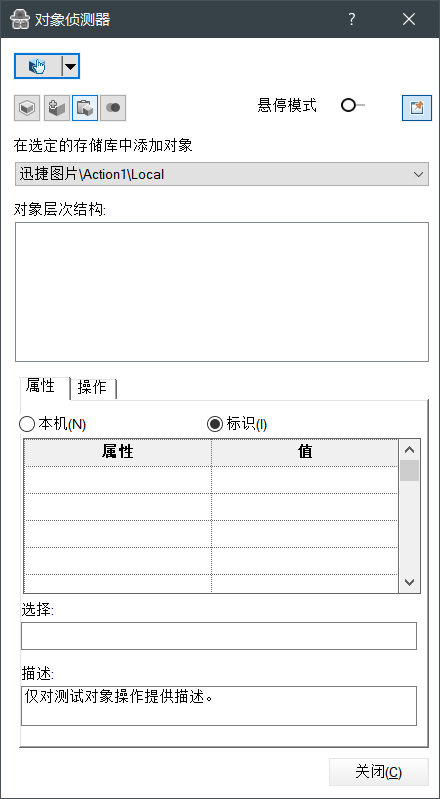 对象侦测器
?
悬停模式
在选定的存储库中添加对象
迅捷图片\Action1\Local
对象层次结构:
属性 操作
本机(N) 标识(I)
属性 值
选择:
描述:
仅对测试对象操作提供描述。
关闭(C)